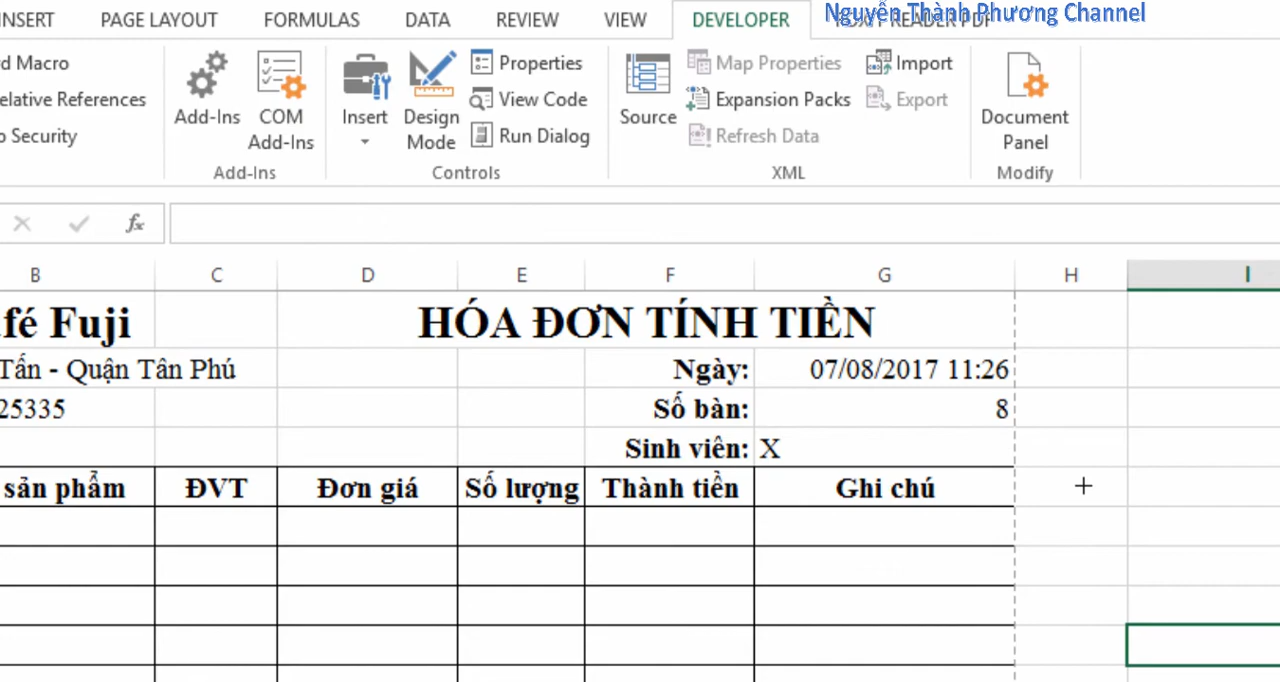 INSERT PAGE LAYOUT FORMULAS DATA REVIEW VIEW DEVELOPER Nguyễn Thành Phương Channel
d Macro
elative References
o Security
Add-Ins
COM Add-Ins
Add-Ins
Insert
Design Mode
Properties
View Code
Run Dialog
Controls
Source
Map Properties
Expansion Packs
Refresh Data
Import
Export
XML
Document Panel
Modify
fx
B C D E F G H I
fé Fuji HÓA ĐƠN TÍNH TIỀN
Tấn - Quận Tân Phú Ngày: 07/08/2017 11:26
25335 Số bàn: 8
Sinh viên: X
sản phẩm ĐVT Đơn giá Số lượng Thành tiền Ghi chú